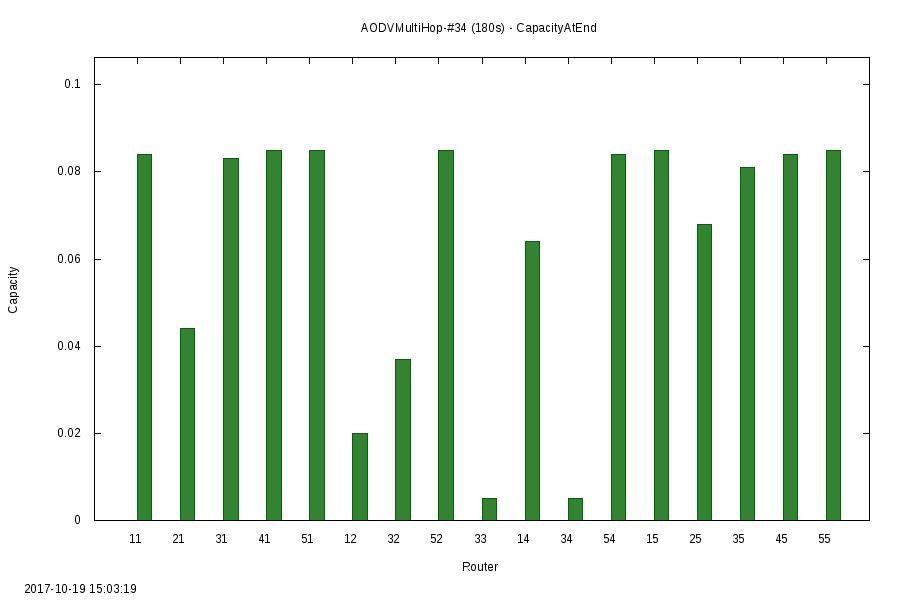 AODVMultiHop-#34 (180s) - CapacityAtEnd
0.1
0.08
0.06
0.04
0.02
0
Capacity
11 21 31 41 51 12 32 52 33 14 34 54 15 25 35 45 55
Router
2017-10-19 15:03:19